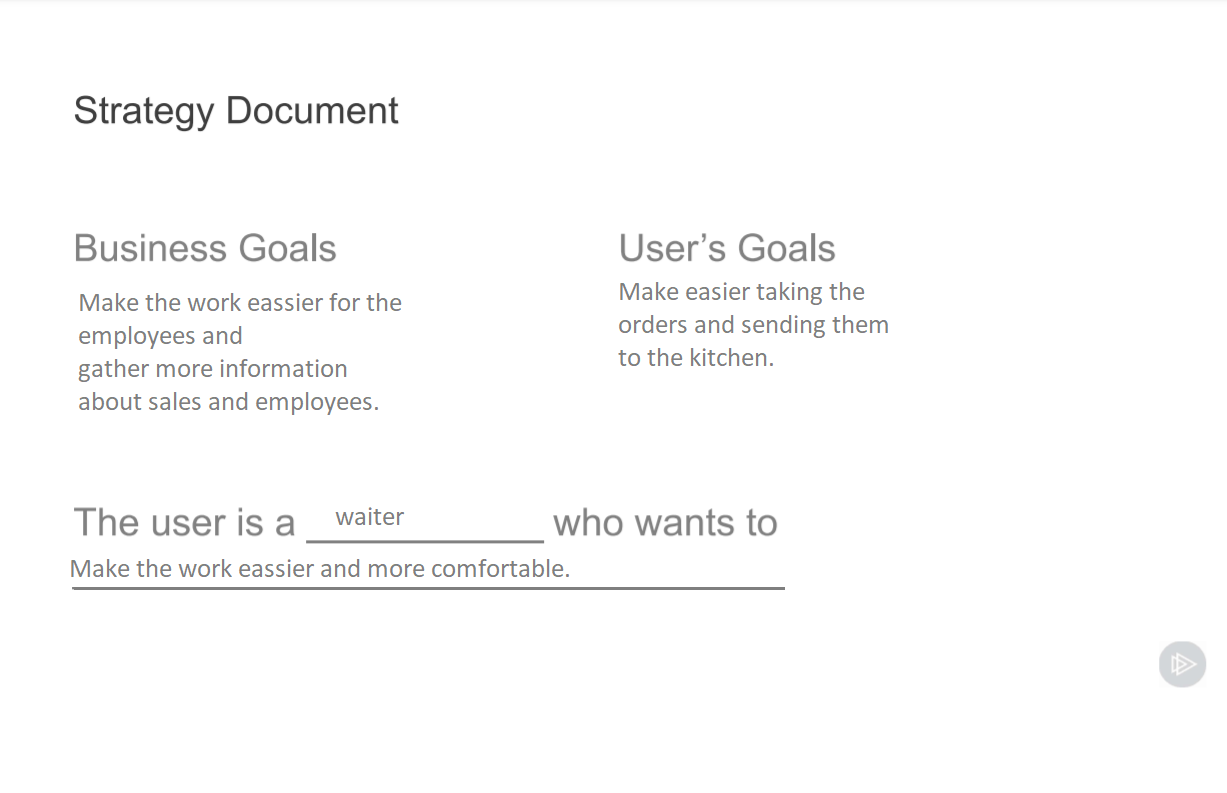 Strategy Document
Business Goals
Make the work eassier for the
employees and
gather more information
about sales and employees.
User's Goals
Make easier taking the
orders and sending them
to the kitchen.
The user is a waiter who wants to
Make the work eassier and more comfortable.